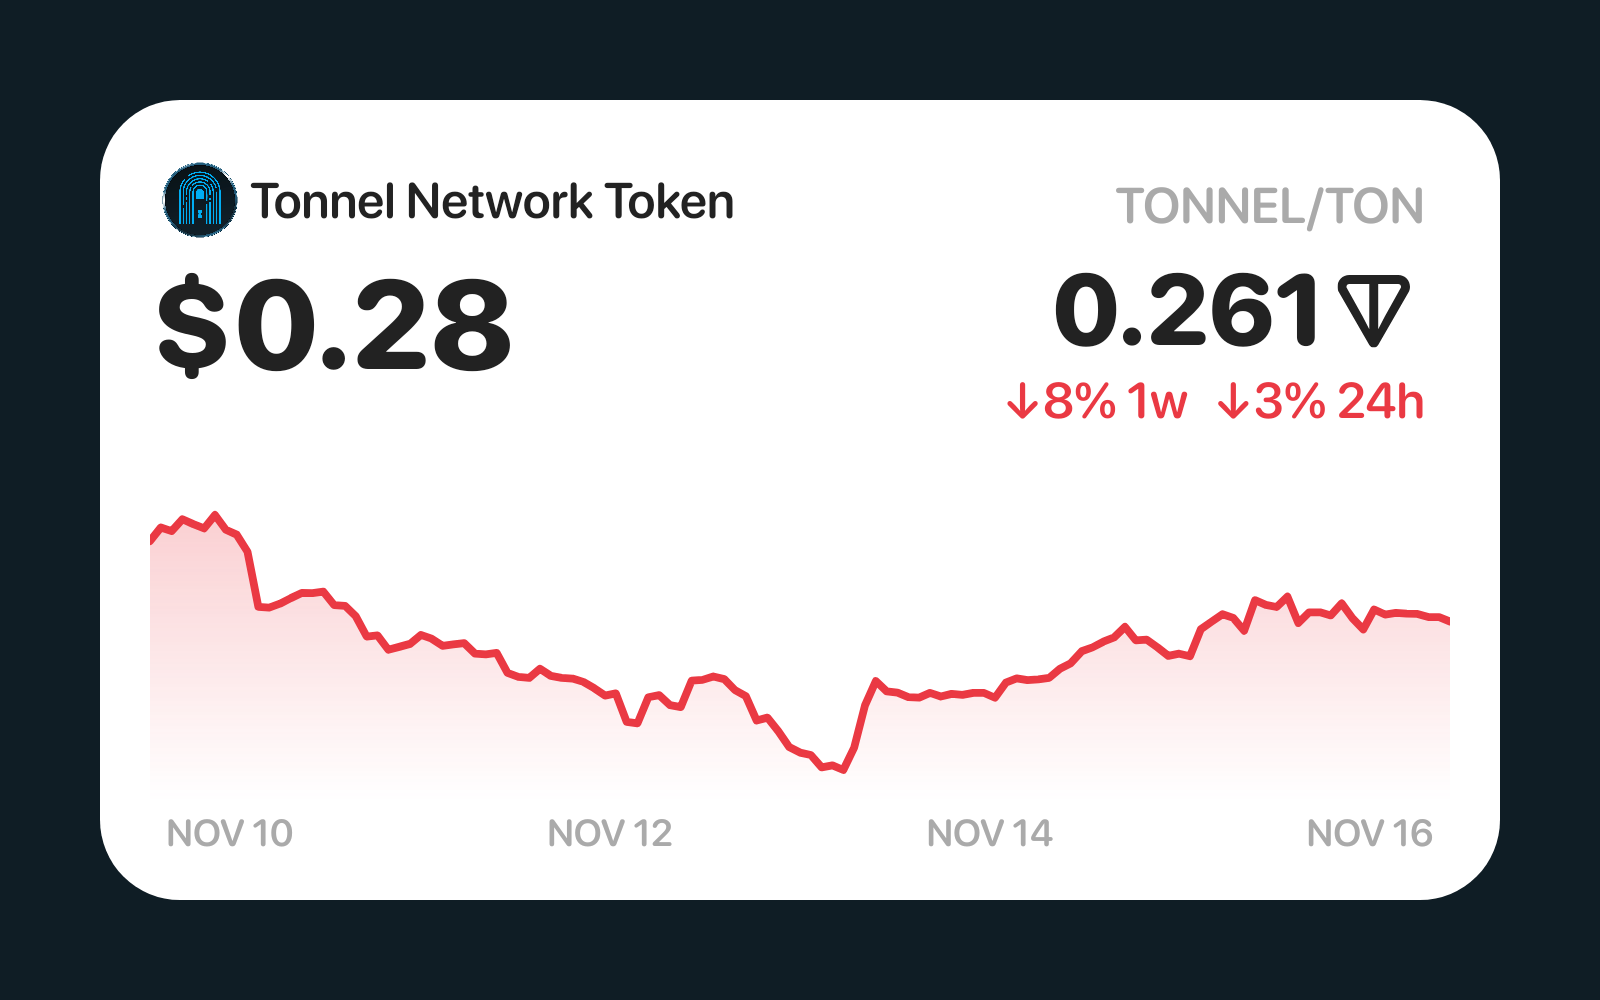 Tonnel Network Token
TONNEL/TON
$0.28
0.261
↓8% 1w ↓3% 24h
NOV 10 NOV 12 NOV 14 NOV 16